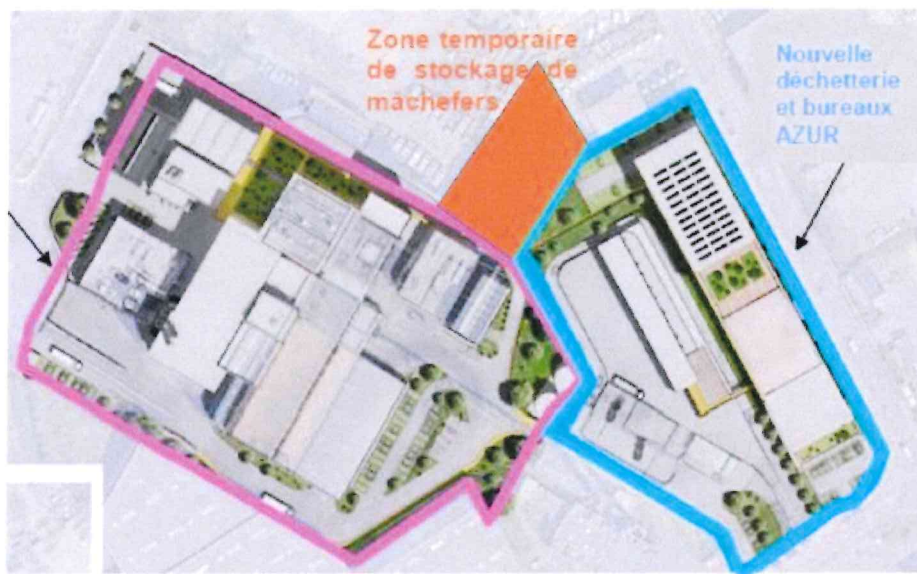 Zone temporaire
de stockage de
machefers
Nouvelle
déchetterie
et bureaux
AZUR